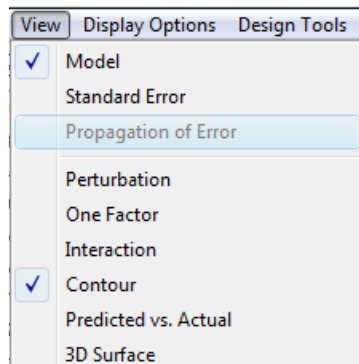 View Display Options Design Tools
Model
Standard Error
Propagation of Error
Perturbation
One Factor
Interaction
Contour
Predicted vs. Actual
3D Surface